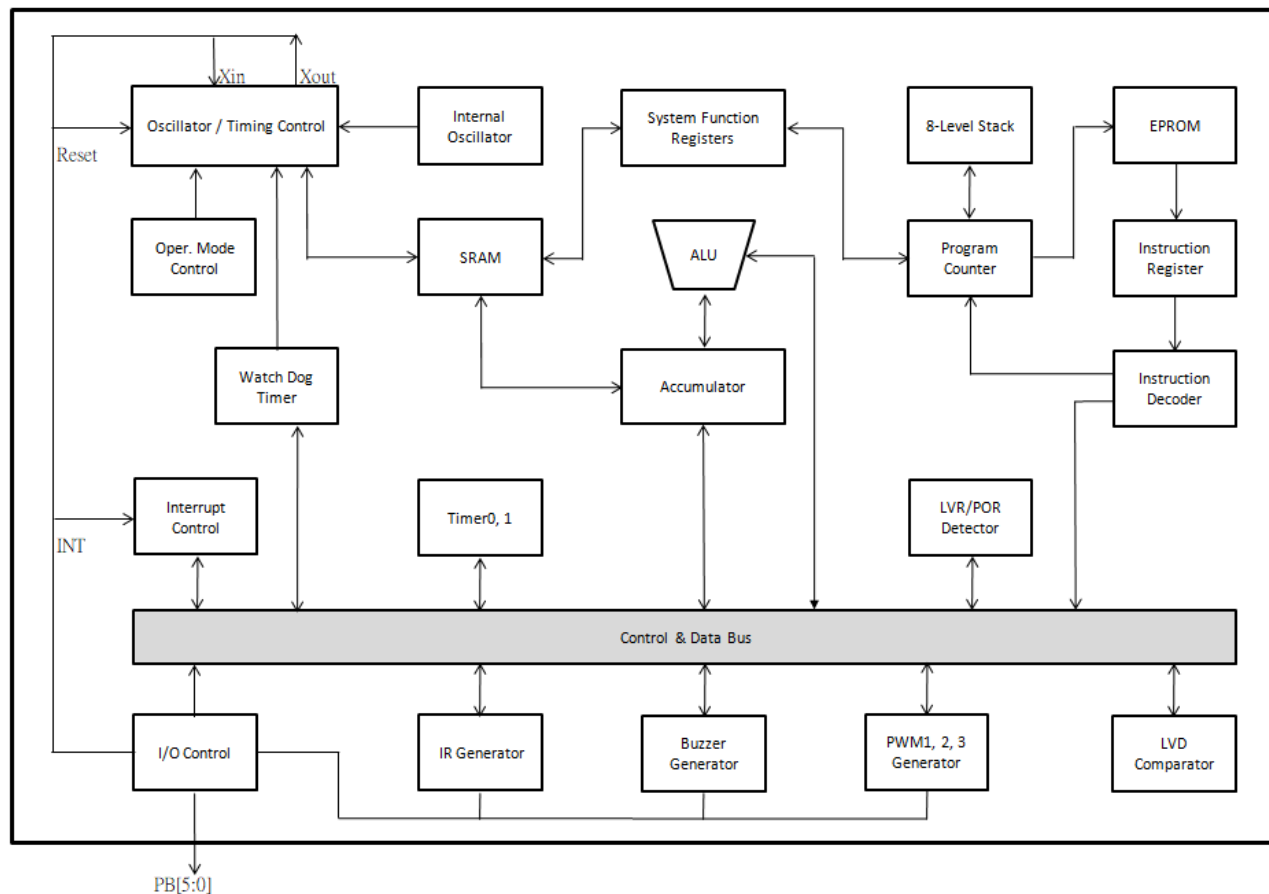 Xin
Xout
Oscillator / Timing Control
Internal
Oscillator
System Function
Registers
8-Level Stack
EPROM
Reset
Oper. Mode
Control
SRAM
ALU
Program
Counter
Instruction
Register
Watch Dog
Timer
Accumulator
Instruction
Decoder
Interrupt
Control
Timer0, 1
LVR/POR
Detector
INT
Control & Data Bus
I/O Control
IR Generator
Buzzer
Generator
PWM1, 2, 3
Generator
LVD
Comparator
PB[5:0]